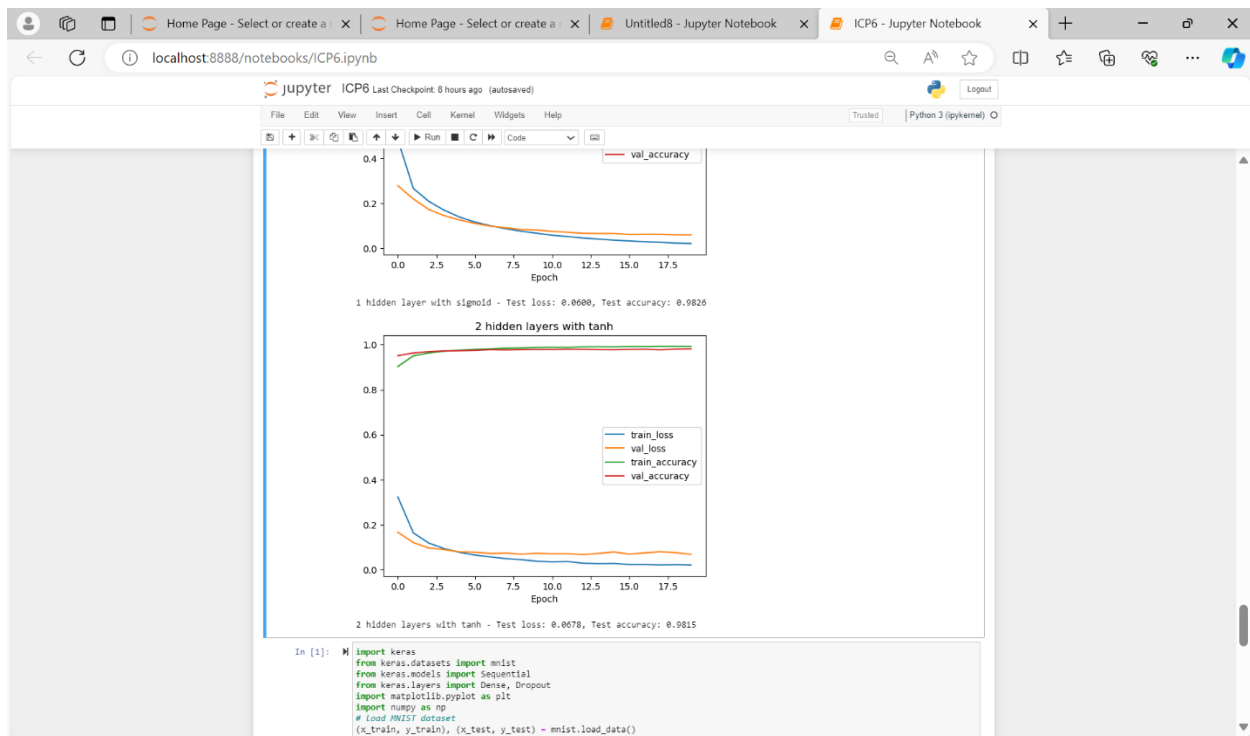 Home Page - Select or create a
Home Page - Select or create a
Untitled8 - Jupyter Notebook
ICP6 - Jupyter Notebook
localhost:8888/notebooks/ICP6.ipynb
jupyter ICP6 Last Checkpoint: 8 hours ago (autosaved)
Logout
File Edit View Insert Cell Kernel Widgets Help
Trusted
Python 3 (ipykernel)
Run
Code
val_accuracy
0.4
0.2
0.0
0.0 2.5 5.0 7.5 10.0 12.5 15.0 17.5
Epoch
1 hidden layer with sigmoid - Test loss: 0.0600, Test accuracy: 0.9826
2 hidden layers with tanh
1.0
0.8
0.6
train_loss
val_loss
train_accuracy
val_accuracy
0.4
0.2
0.0
0.0 2.5 5.0 7.5 10.0 12.5 15.0 17.5
Epoch
2 hidden layers with tanh - Test loss: 0.0678, Test accuracy: 0.9815
In [1]:
import keras
from keras.datasets import mnist
from keras.models import Sequential
from keras.layers import Dense, Dropout
import matplotlib.pyplot as plt
import numpy as np
# Load MNIST dataset
(x_train, y_train), (x_test, y_test) = mnist.load_data()